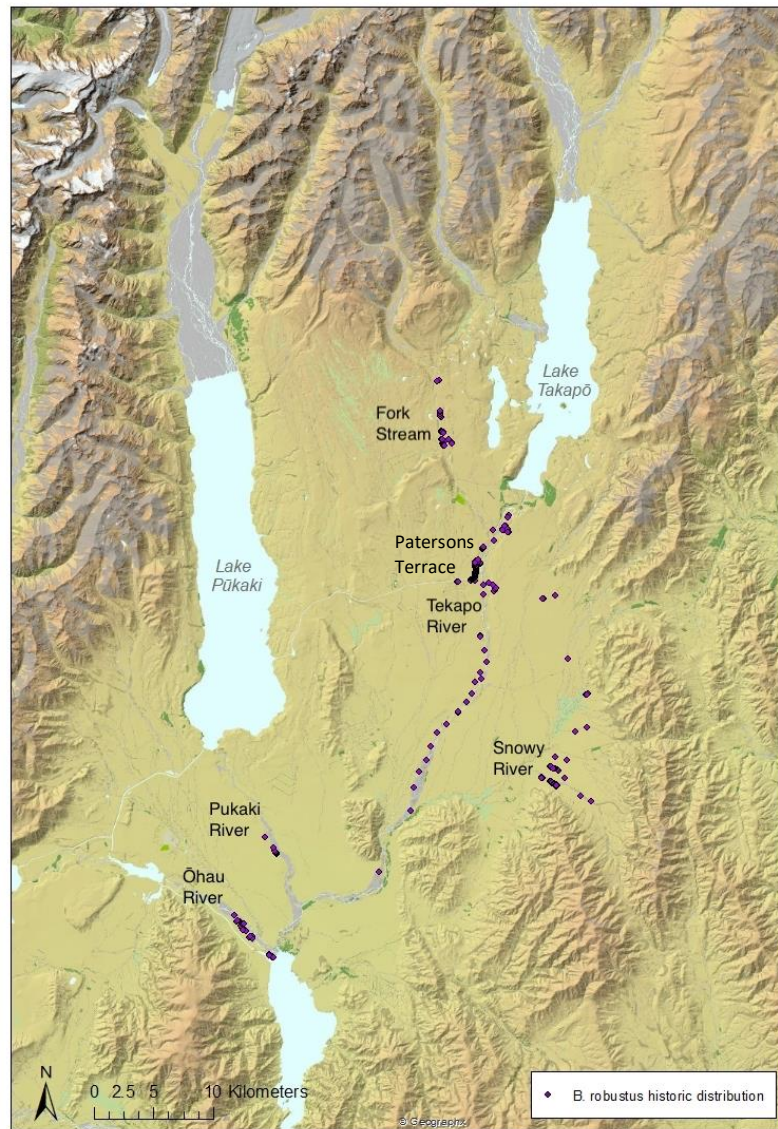 Lake
Takapō
Fork
Stream
Patersons
Terrace
Lake
Pūkaki
Tekapo
River
Snowy
River
Pukaki
River
Ōhau
River
N
0 2.5 5 10 Kilometers
B. robustus historic distribution
© Geographx